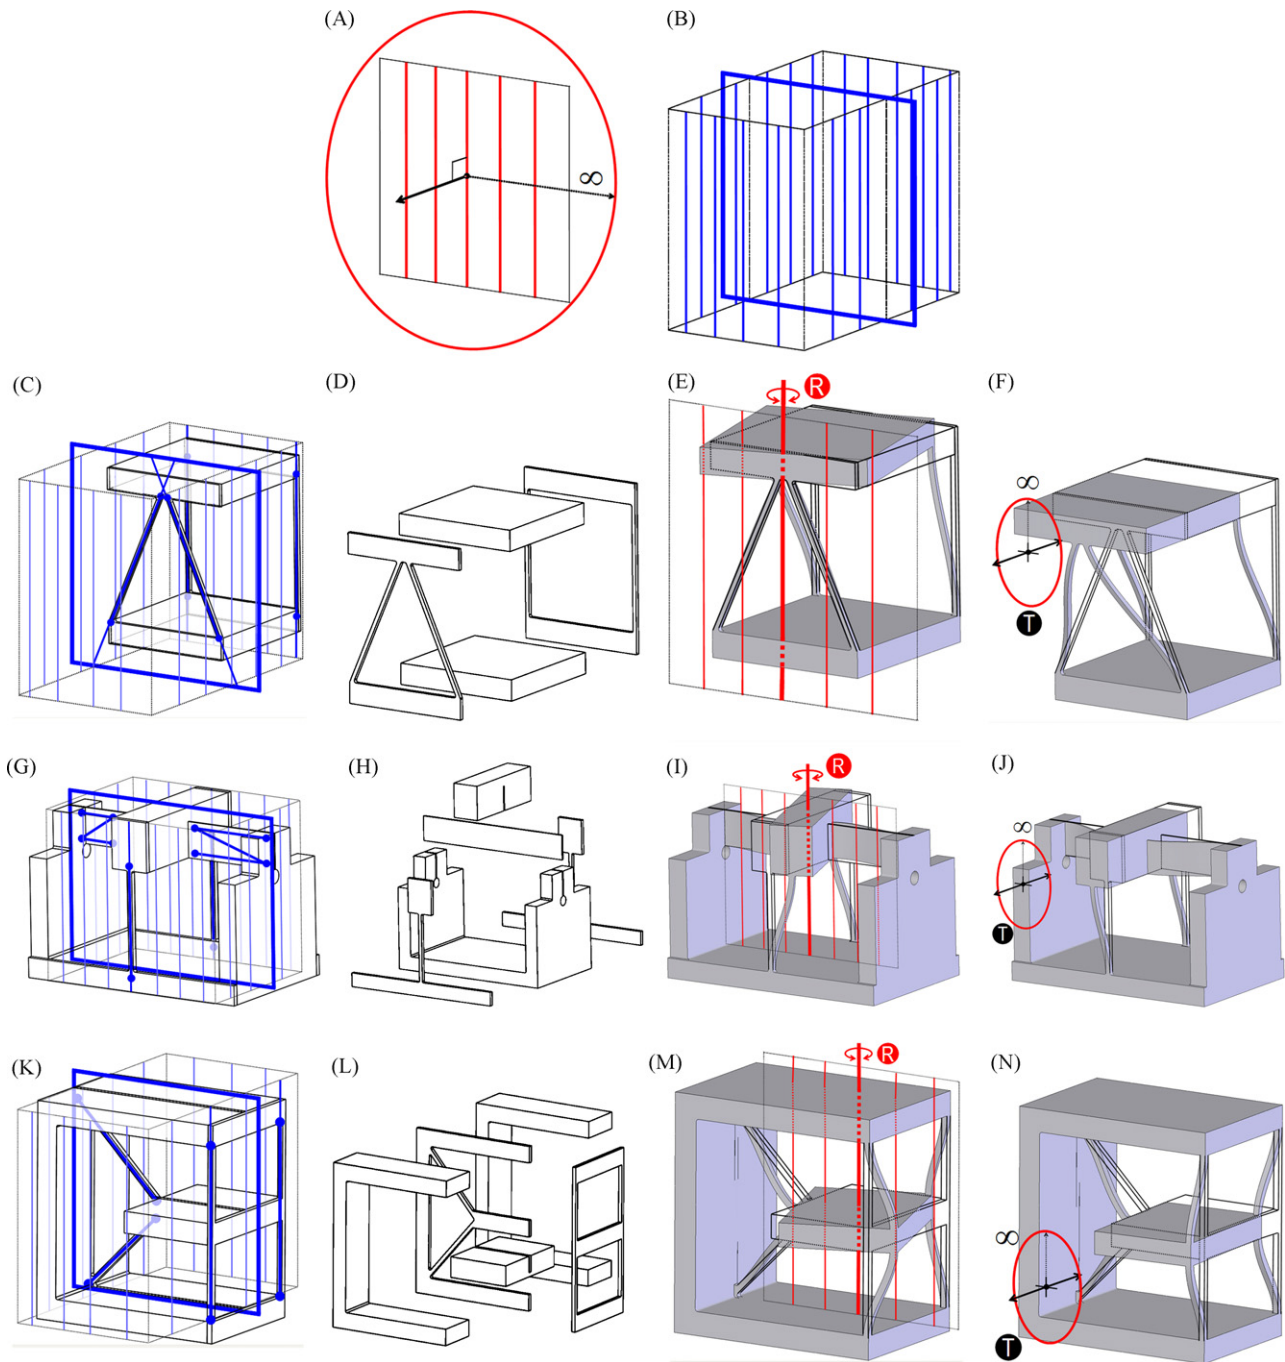 (A)
(B)
∞
(C)
(D)
(E)
R
(F)
∞
T
(G)
(H)
(I)
R
(J)
∞
T
(K)
(L)
(M)
R
(N)
∞
T